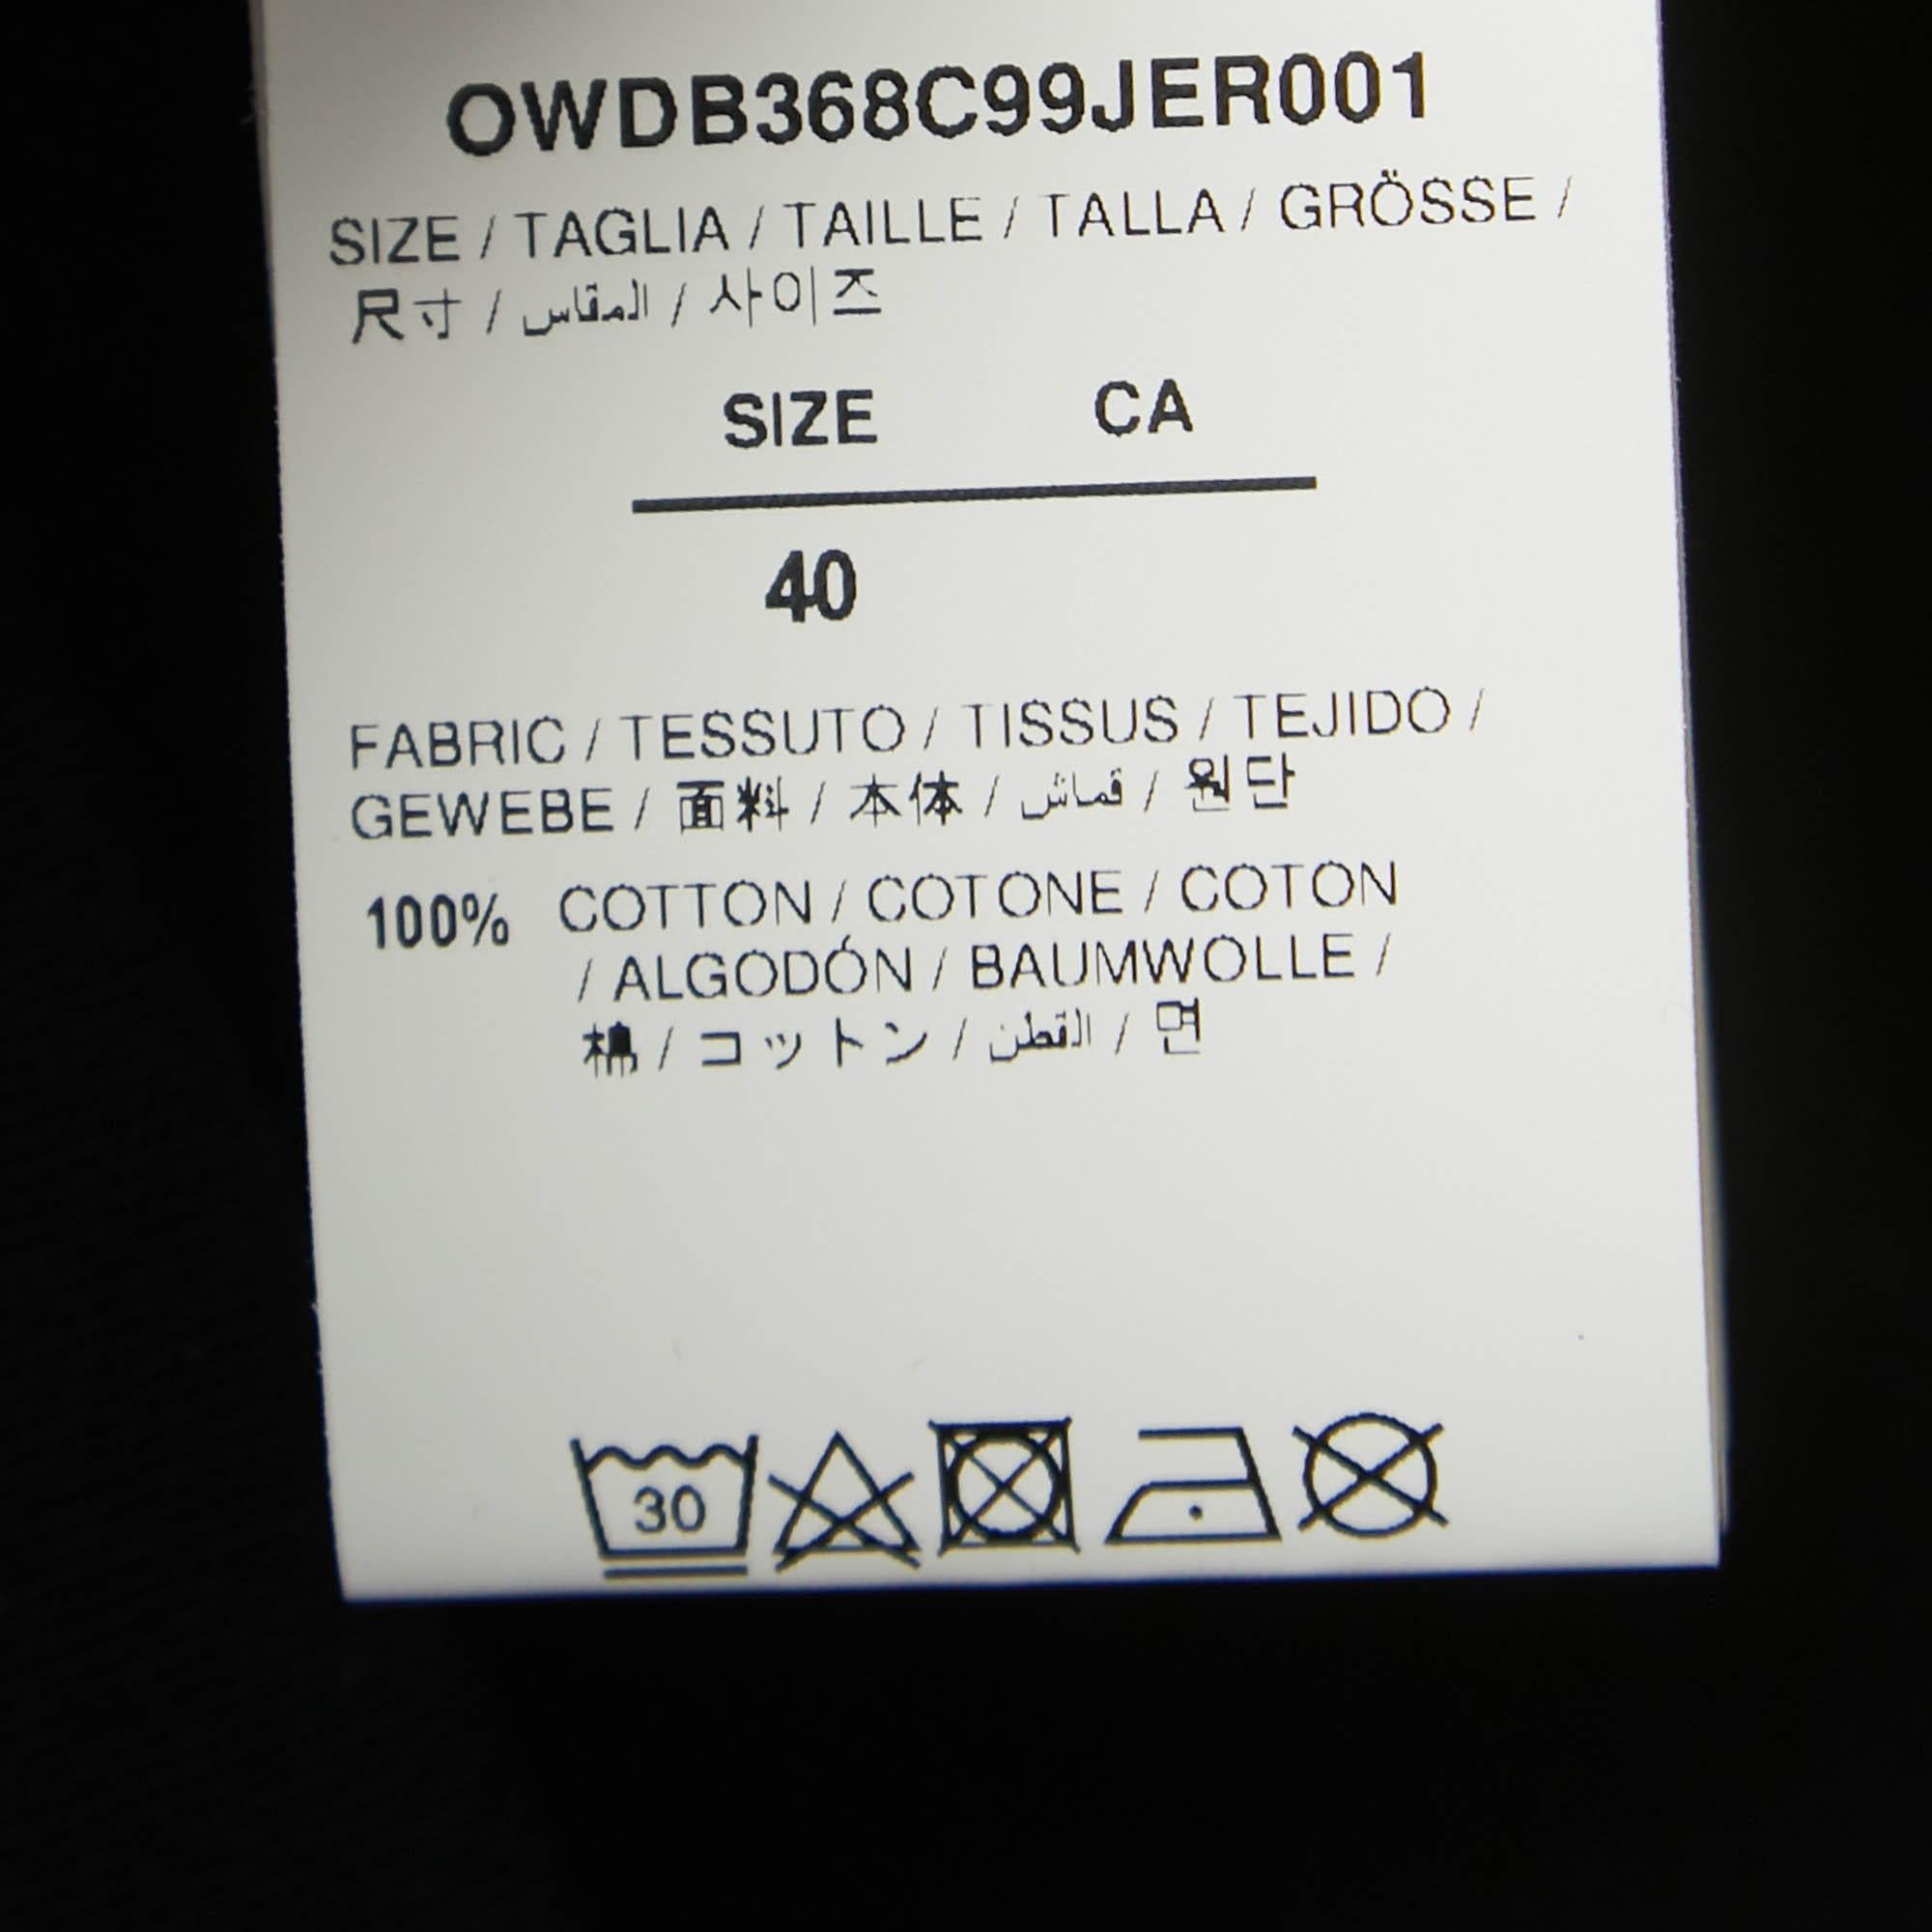 OWDB368C99JER001
SIZE / TAGLIA / TAILLE / TALLA / GRÖSSE /
尺寸 / المقاس / 사이즈
SIZE CA
40
FABRIC / TESSUTO / TISSUS / TEJIDO /
GEWEBE / 面料 / 本体 / قماش / 원단
100% COTTON / COTONE / COTON
/ ALGODÓN / BAUMWOLLE /
棉 / コットン / القطن / 면
30